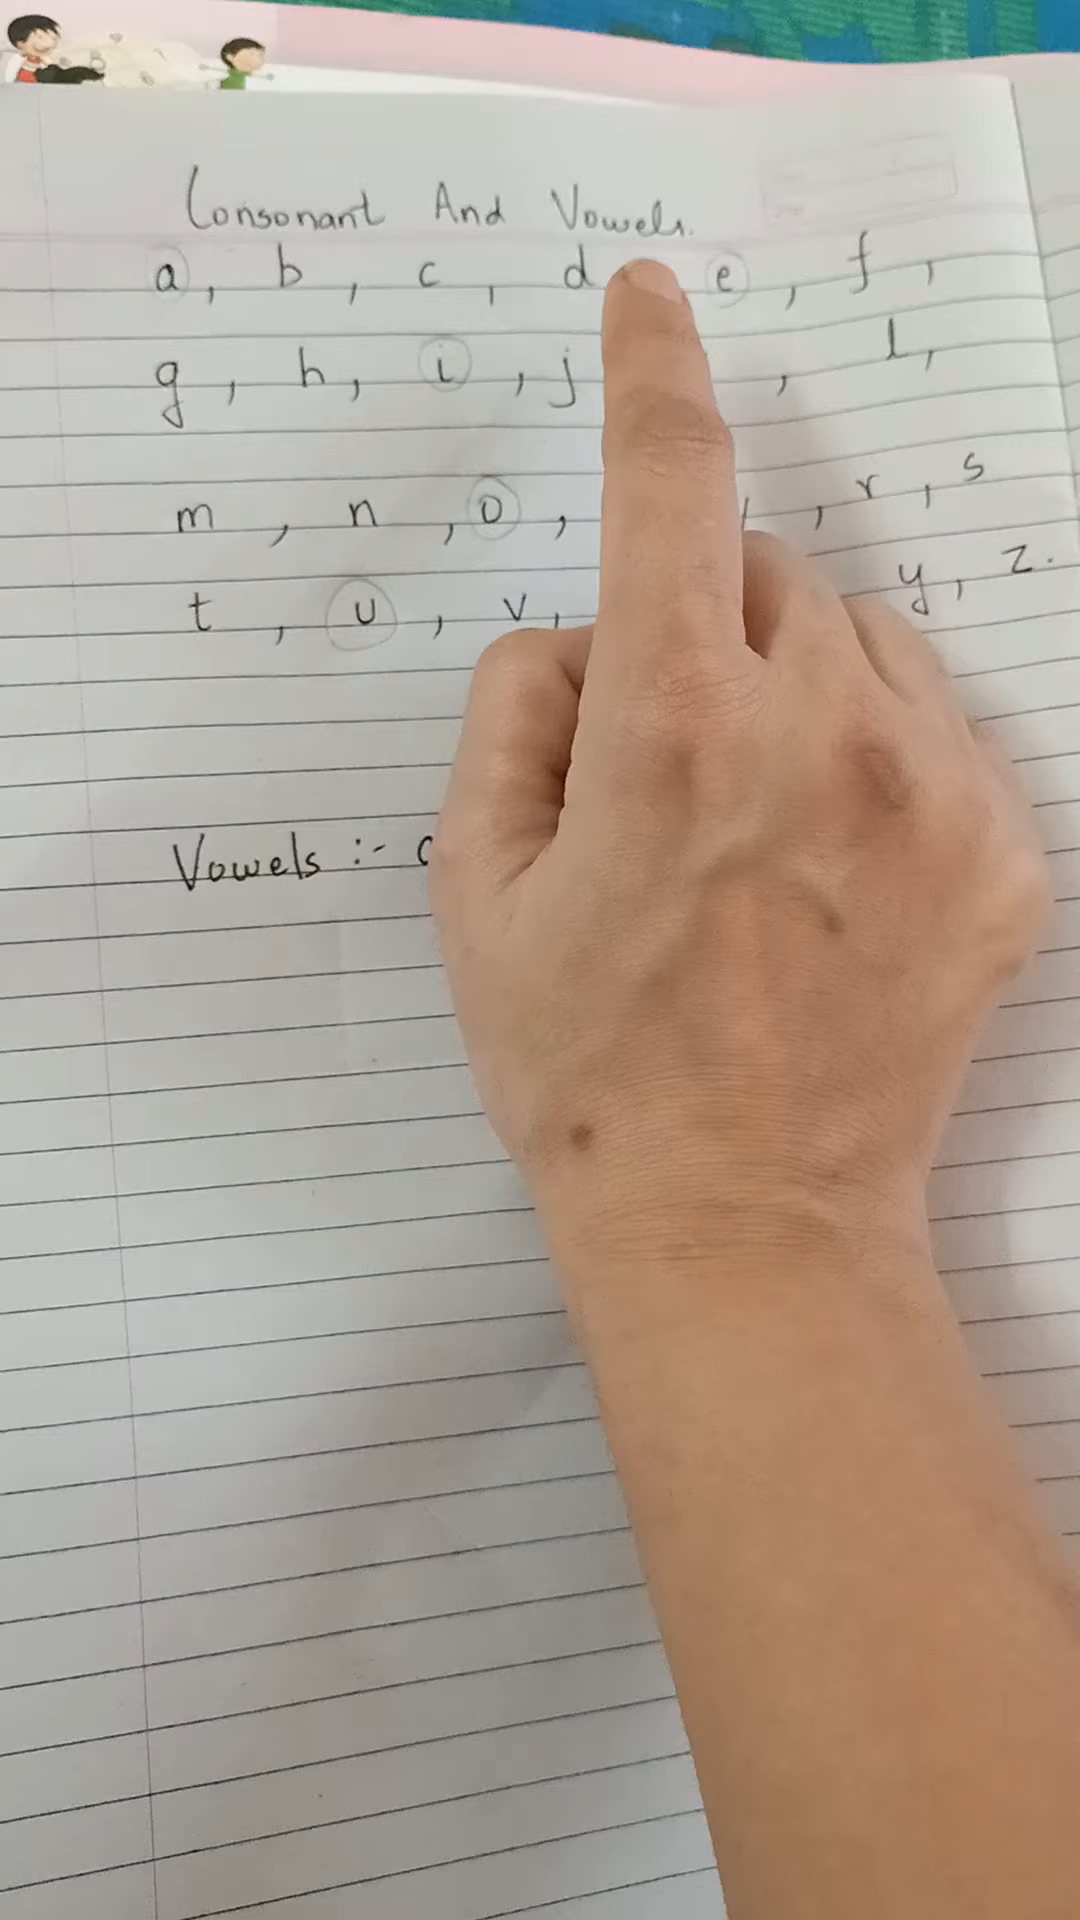 Consonant And Vowels.
a, b, c, d e, f,
g, h, i, j , l,
m, n, o, , r, s
t, u, v, y, z.
Vowels :-